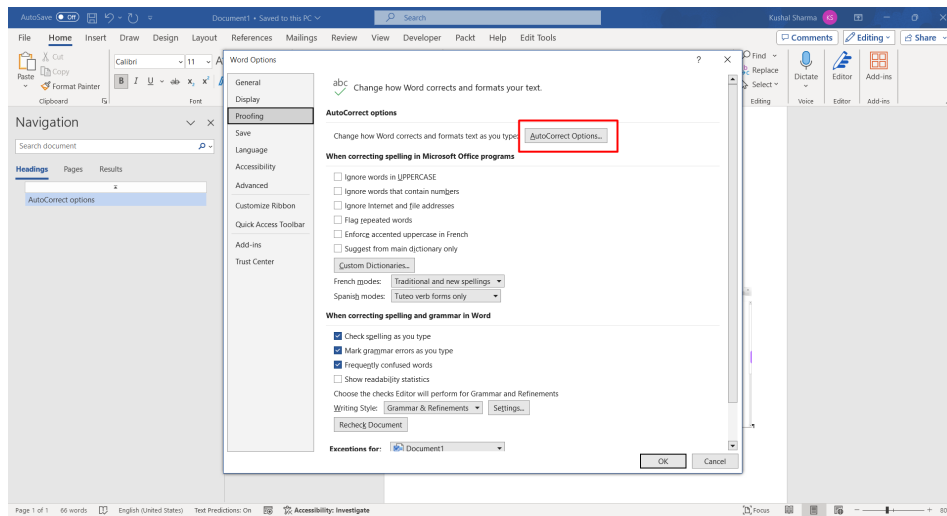 AutoSave Off Document1 • Saved to this PC Search Kushal Sharma KS
File Home Insert Draw Design Layout References Mailings Review View Developer Packt Help Edit Tools Comments Editing Share
Paste Cut Copy Format Painter
Calibri 11 A
B I U ab x₂ x²
Clipboard Font
Find
Replace
Select
Dictate Editor Add-ins
Editing Voice Editor Add-ins
Navigation
Search document
Headings Pages Results
AutoCorrect options
Word Options ?
General
Display
Proofing
Save
Language
Accessibility
Advanced
Customize Ribbon
Quick Access Toolbar
Add-ins
Trust Center
abc Change how Word corrects and formats your text.
AutoCorrect options
Change how Word corrects and formats text as you type: AutoCorrect Options...
When correcting spelling in Microsoft Office programs
Ignore words in UPPERCASE
Ignore words that contain numbers
Ignore Internet and file addresses
Flag repeated words
Enforce accented uppercase in French
Suggest from main dictionary only
Custom Dictionaries...
French modes: Traditional and new spellings
Spanish modes: Tuteo verb forms only
When correcting spelling and grammar in Word
Check spelling as you type
Mark grammar errors as you type
Frequently confused words
Show readability statistics
Choose the checks Editor will perform for Grammar and Refinements
Writing Style: Grammar & Refinements Settings...
Recheck Document
Exceptions for: Document1
OK Cancel
Page 1 of 1 66 words English (United States) Text Predictions: On Accessibility: Investigate Focus 80